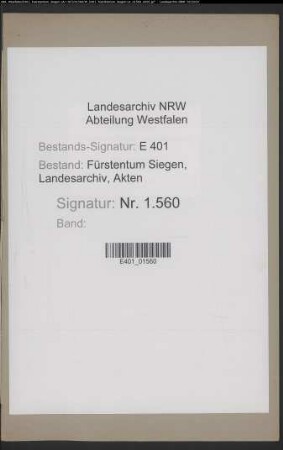 Landesarchiv NRW
Abteilung Westfalen
Bestands-Signatur: E 401
Bestand: Fürstentum Siegen,
Landesarchiv, Akten
Signatur: Nr. 1.560
Band:
E401_01560